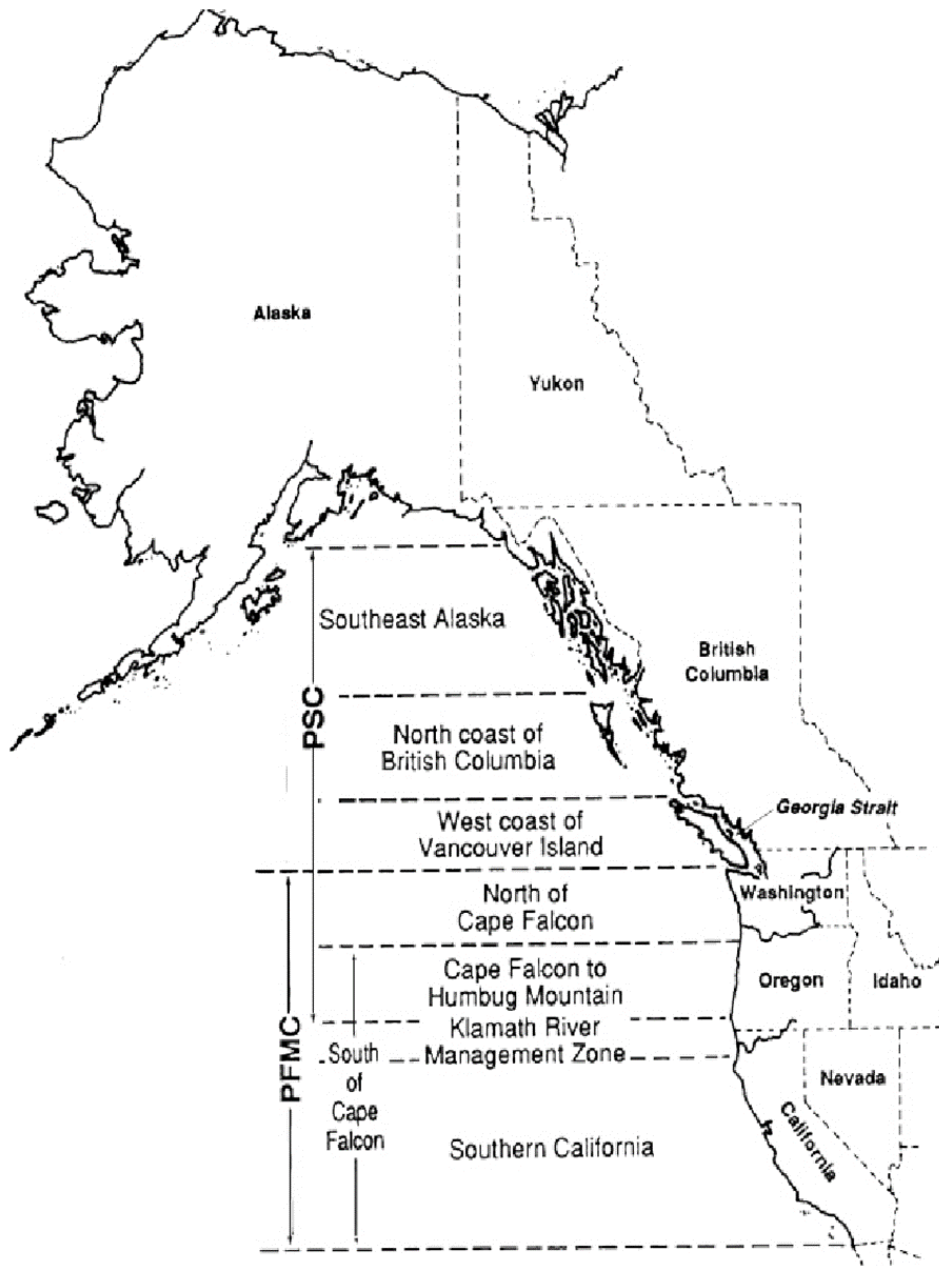 Alaska
Yukon
Southeast Alaska
British
Columbia
PSC
North coast of
British Columbia
Georgia Strait
West coast of
Vancouver Island
North of
Cape Falcon
Washington
Cape Falcon to
Humbug Mountain
Oregon
Idaho
Klamath River
Management Zone
PFMC
South
of
Cape
Falcon
Nevada
California
Southern California